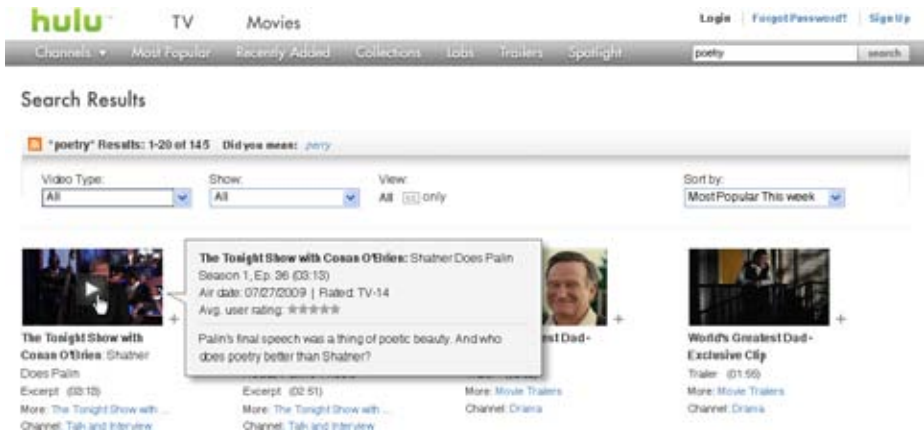 hulu TV Movies Login Forgot Password? Sign Up
Channels Most Popular Recently Added Collections Labs Trailers Spotlight poetry search
Search Results
"poetry" Results: 1-20 of 145 Did you mean: perry
Video Type: Show: View: Sort by:
All All All cc only Most Popular This week
The Tonight Show with Conan O'Brien: Shatner Does Palin
Season 1, Ep. 36 (03:13)
Air date: 07/27/2009 | Rated: TV-14
Avg. user rating:
Palin's final speech was a thing of poetic beauty. And who
does poetry better than Shatner?
The Tonight Show with
Conan O'Brien: Shatner
Does Palin
Excerpt (03:13)
More: The Tonight Show with ...
Channel: Talk and Interview
Excerpt (02:51)
More: The Tonight Show with ...
Channel: Talk and Interview
Dad -
More: Movie Trailers
Channel: Drama
World's Greatest Dad -
Exclusive Clip
Trailer (01:55)
More: Movie Trailers
Channel: Drama